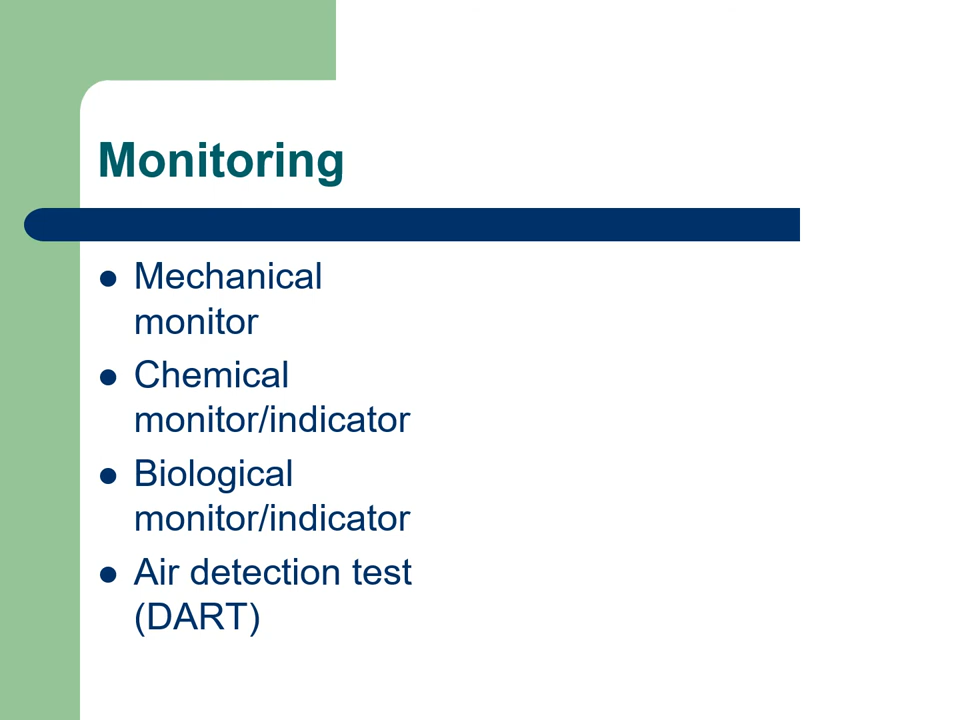 Monitoring
● Mechanical
monitor
● Chemical
monitor/indicator
● Biological
monitor/indicator
● Air detection test
(DART)